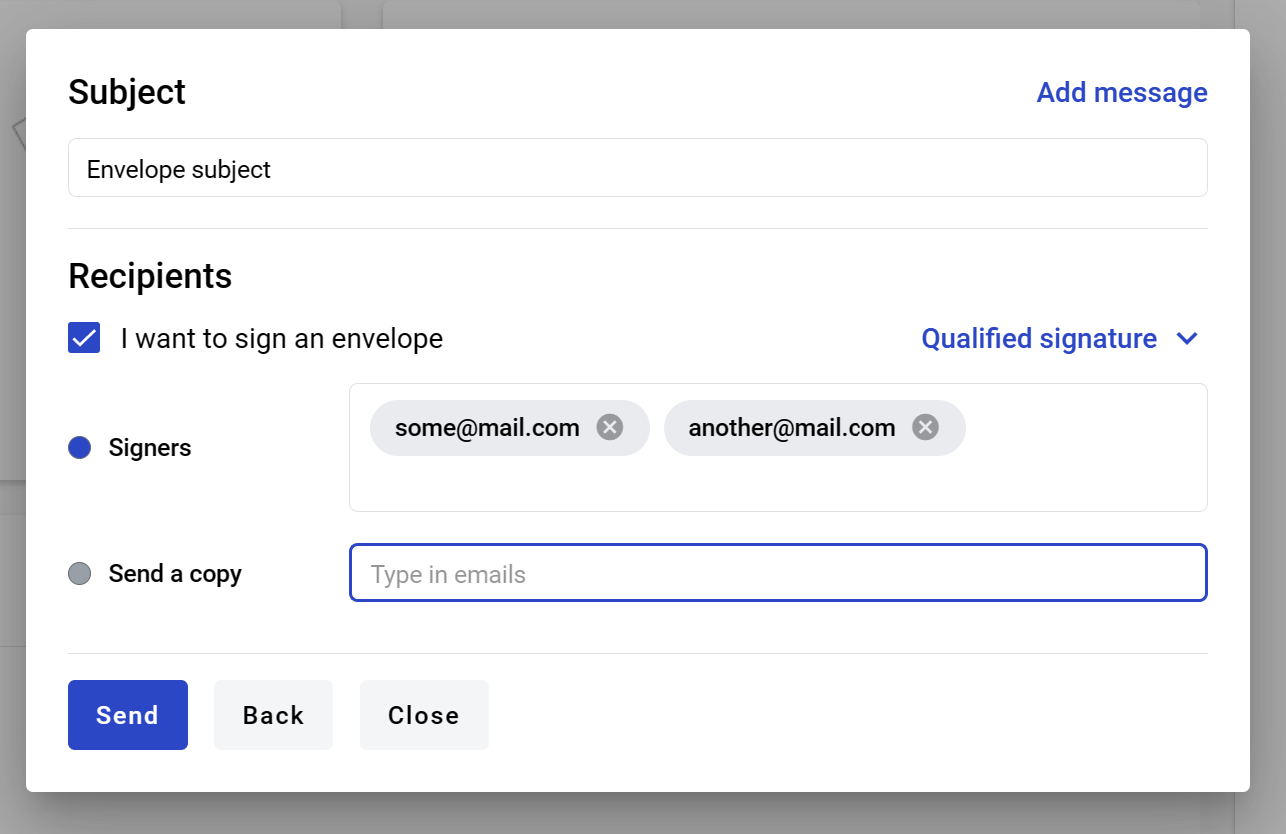 Subject
Add message
Envelope subject
Recipients
I want to sign an envelope
Qualified signature
Signers
some@mail.com
another@mail.com
Send a copy
Type in emails
Send
Back
Close